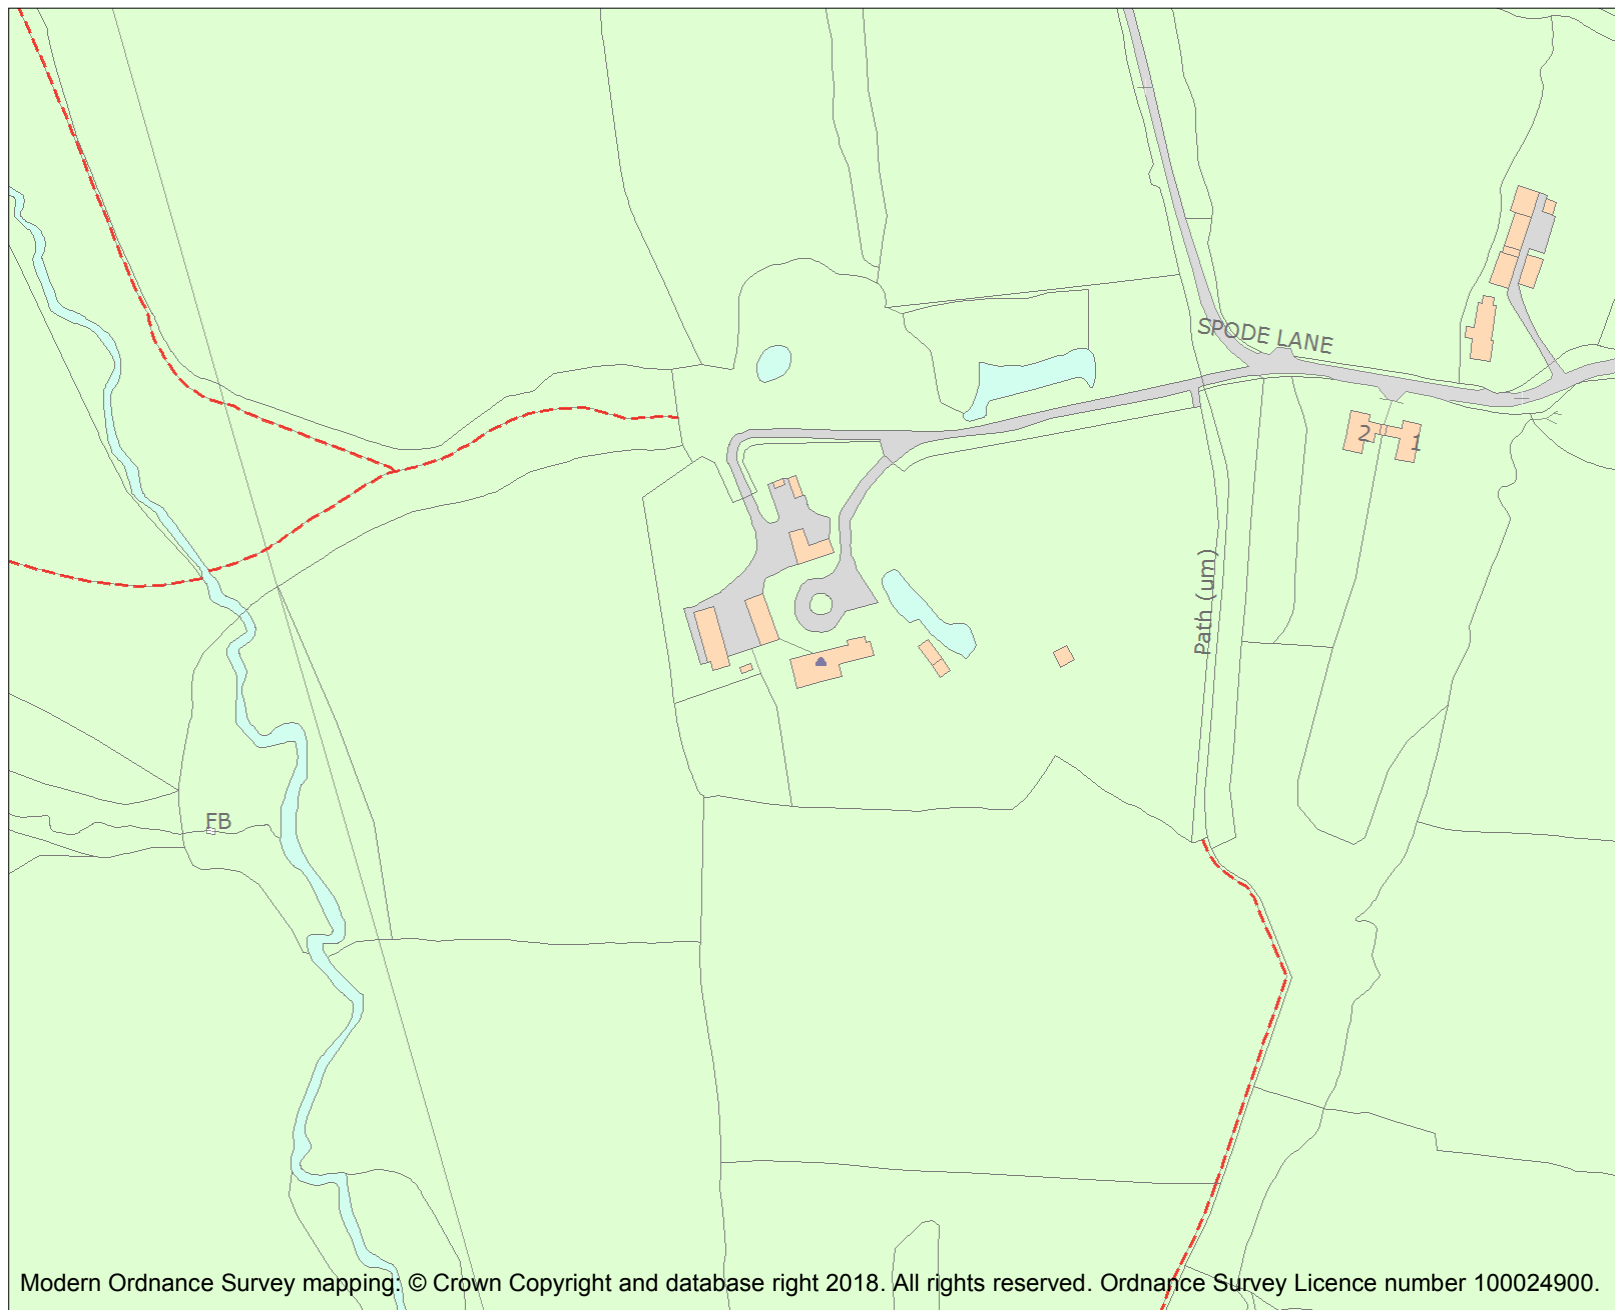 SPODE LANE
2
1
Path (um)
FB
Modern Ordnance Survey mapping: © Crown Copyright and database right 2018. All rights reserved. Ordnance Survey Licence number 100024900.